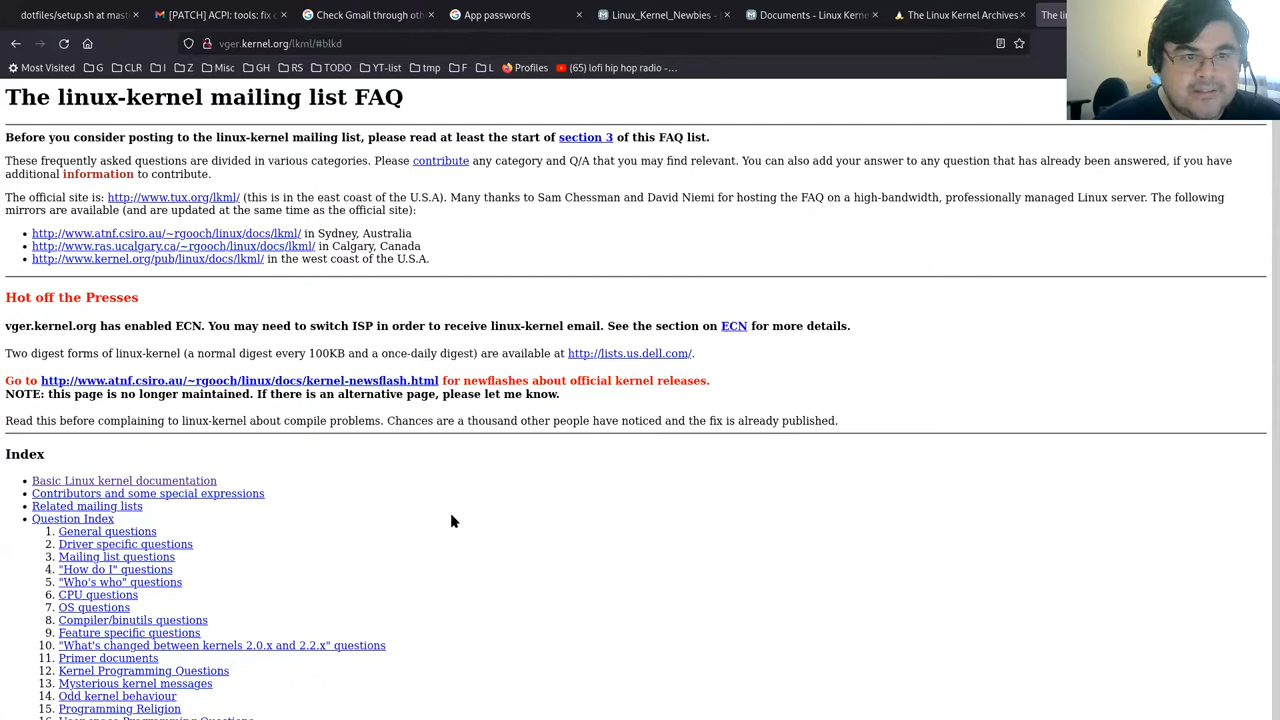 dotfiles/setup.sh at mast
[PATCH] ACPI: tools: fix c
Check Gmail through oth
App passwords
Linux_Kernel_Newbies -
Documents - Linux Kerne
The Linux Kernel Archives
The li
vger.kernel.org/lkml/#blkd
Most Visited G CLR I Z Misc GH RS TODO YT-list tmp F L Profiles (65) lofi hip hop radio -…
The linux-kernel mailing list FAQ
Before you consider posting to the linux-kernel mailing list, please read at least the start of section 3 of this FAQ list.
These frequently asked questions are divided in various categories. Please contribute any category and Q/A that you may find relevant. You can also add your answer to any question that has already been answered, if you have
additional information to contribute.
The official site is: http://www.tux.org/lkml/ (this is in the east coast of the U.S.A). Many thanks to Sam Chessman and David Niemi for hosting the FAQ on a high-bandwidth, professionally managed Linux server. The following
mirrors are available (and are updated at the same time as the official site):
• http://www.atnf.csiro.au/~rgooch/linux/docs/lkml/ in Sydney, Australia
• http://www.ras.ucalgary.ca/~rgooch/linux/docs/lkml/ in Calgary, Canada
• http://www.kernel.org/pub/linux/docs/lkml/ in the west coast of the U.S.A.
Hot off the Presses
vger.kernel.org has enabled ECN. You may need to switch ISP in order to receive linux-kernel email. See the section on ECN for more details.
Two digest forms of linux-kernel (a normal digest every 100KB and a once-daily digest) are available at http://lists.us.dell.com/.
Go to http://www.atnf.csiro.au/~rgooch/linux/docs/kernel-newsflash.html for newflashes about official kernel releases.
NOTE: this page is no longer maintained. If there is an alternative page, please let me know.
Read this before complaining to linux-kernel about compile problems. Chances are a thousand other people have noticed and the fix is already published.
Index
• Basic Linux kernel documentation
• Contributors and some special expressions
• Related mailing lists
• Question Index
1. General questions
2. Driver specific questions
3. Mailing list questions
4. "How do I" questions
5. "Who's who" questions
6. CPU questions
7. OS questions
8. Compiler/binutils questions
9. Feature specific questions
10. "What's changed between kernels 2.0.x and 2.2.x" questions
11. Primer documents
12. Kernel Programming Questions
13. Mysterious kernel messages
14. Odd kernel behaviour
15. Programming Religion
16. User-space Programming Questions